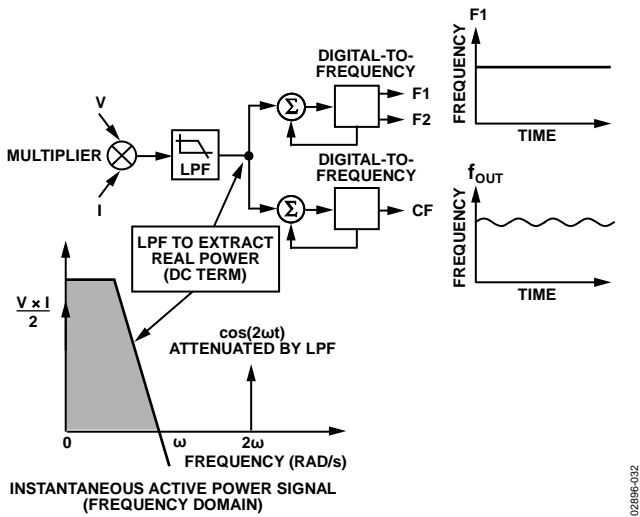 DIGITAL-TO-
FREQUENCY
V
MULTIPLIER
I
LPF
Σ
F1
F2
DIGITAL-TO-
FREQUENCY
Σ
CF
F1
FREQUENCY
TIME
fOUT
FREQUENCY
TIME
LPF TO EXTRACT
REAL POWER
(DC TERM)
V × I
2
cos(2ωt)
ATTENUATED BY LPF
0
ω
2ω
FREQUENCY (RAD/s)
INSTANTANEOUS ACTIVE POWER SIGNAL
(FREQUENCY DOMAIN)
02896-032